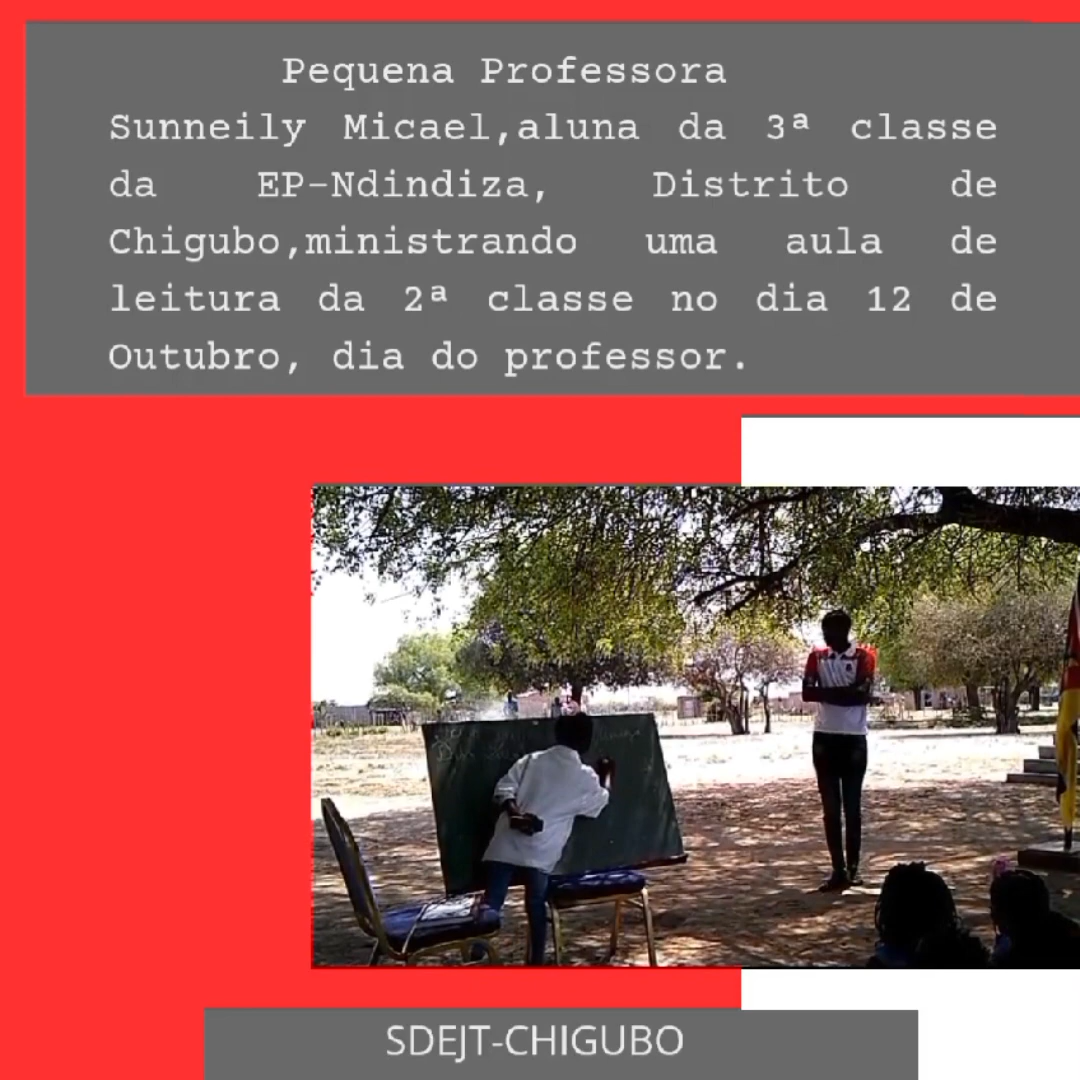 Pequena Professora
Sunneily Micael,aluna da 3ª classe
da EP-Ndindiza, Distrito de
Chigubo,ministrando uma aula de
leitura da 2ª classe no dia 12 de
Outubro, dia do professor.
SDEJT-CHIGUBO